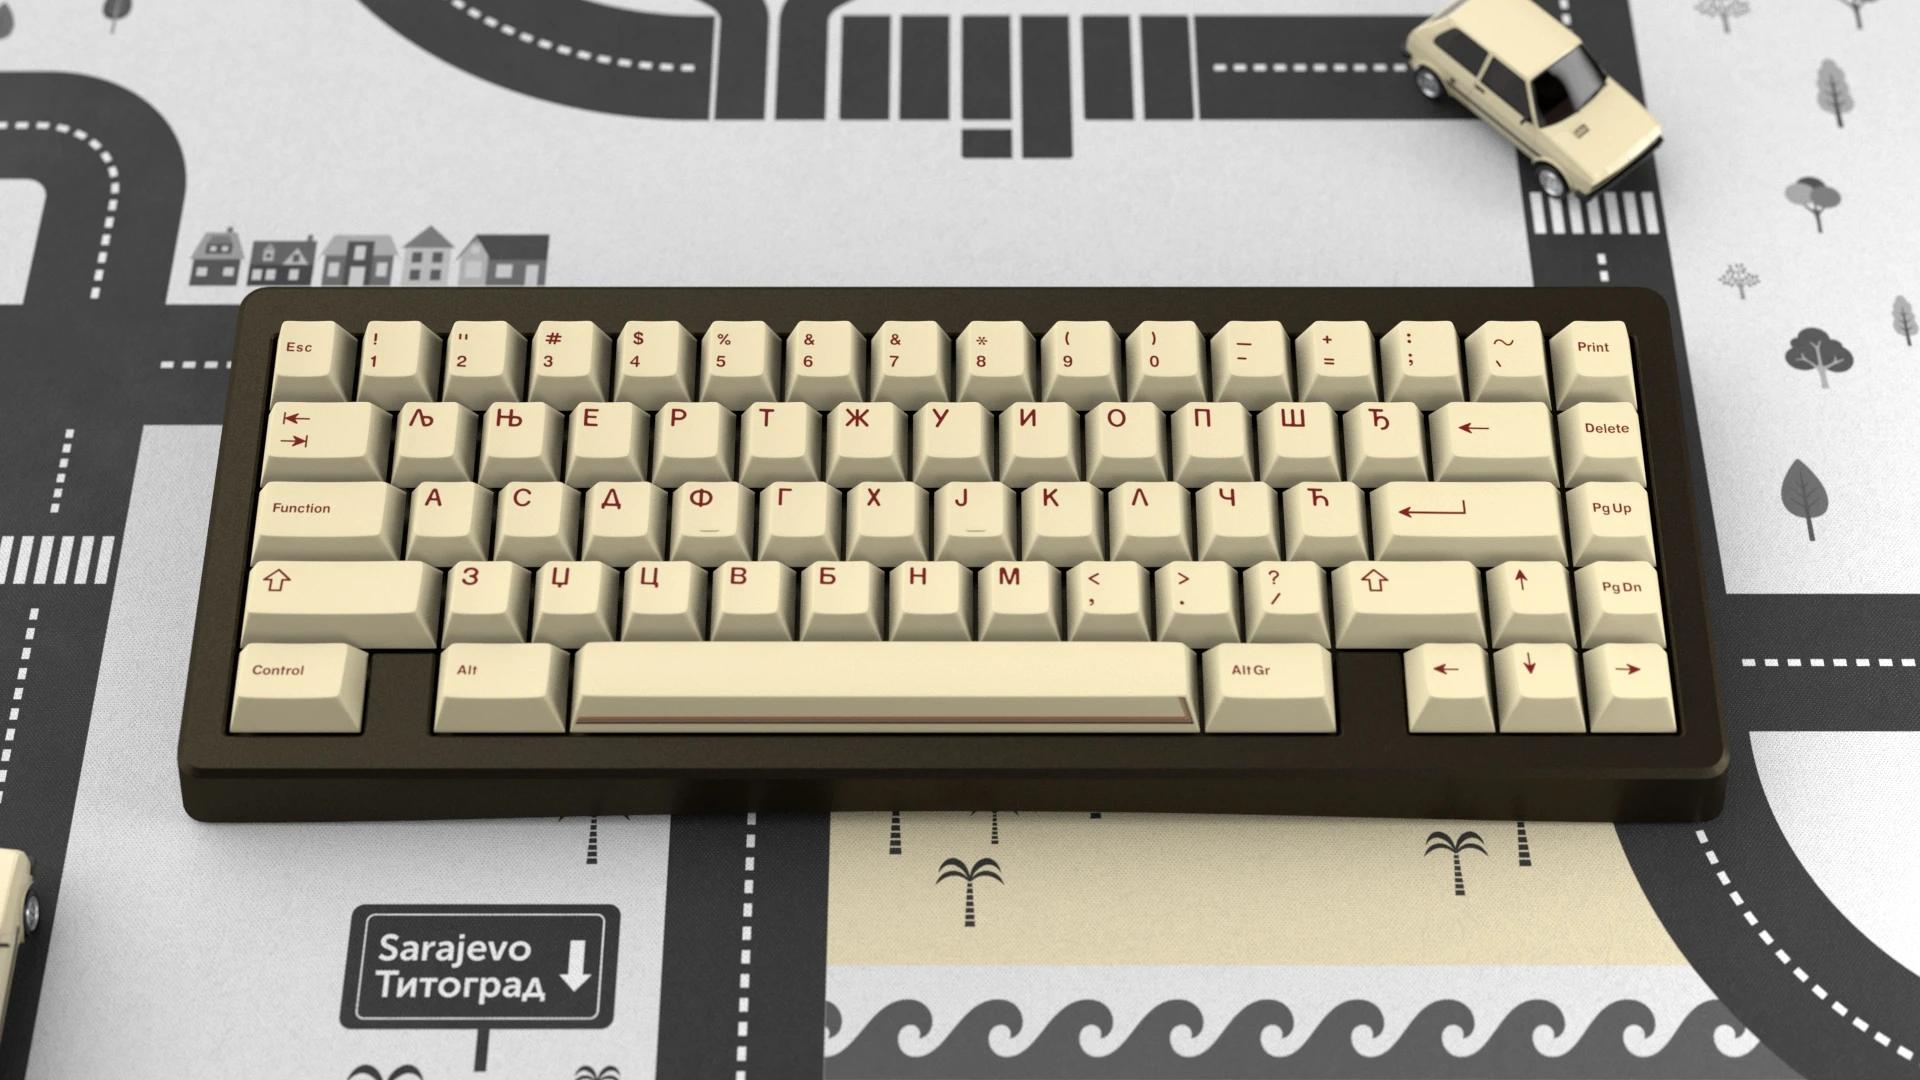 Esc ! 1 " 2 # 3 $ 4 % 5 & 6 & 7 * 8 ( 9 ) 0 — - + = : ; ~ ` Print
Љ Њ Е Р Т Ж У И О П Ш Ђ ← Delete
Function А С Д Ф Г Х Ј К Л Ч Ћ PgUp
З Џ Ц В Б Н М < , > . ? / ↑ PgDn
Control Alt AltGr ← ↓ →
Sarajevo
Титоград